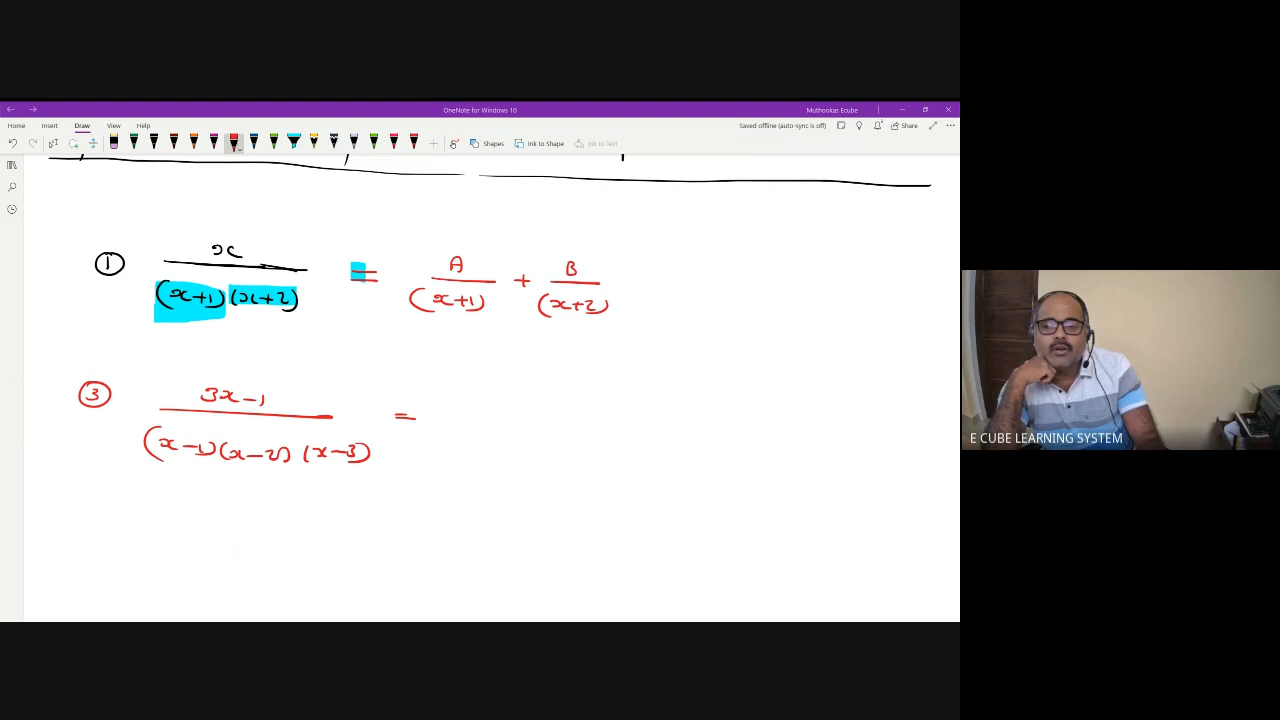 OneNote for Windows 10
Muthookas Ecube
Home Insert Draw View Help
Saved offline (auto-sync is off) Share
Shapes Ink to Shape Ink to Text
① x/((x+1)(x+2)) = A/(x+1) + B/(x+2)
③ 3x-1/((x-1)(x-2)(x-3)) =
E CUBE LEARNING SYSTEM